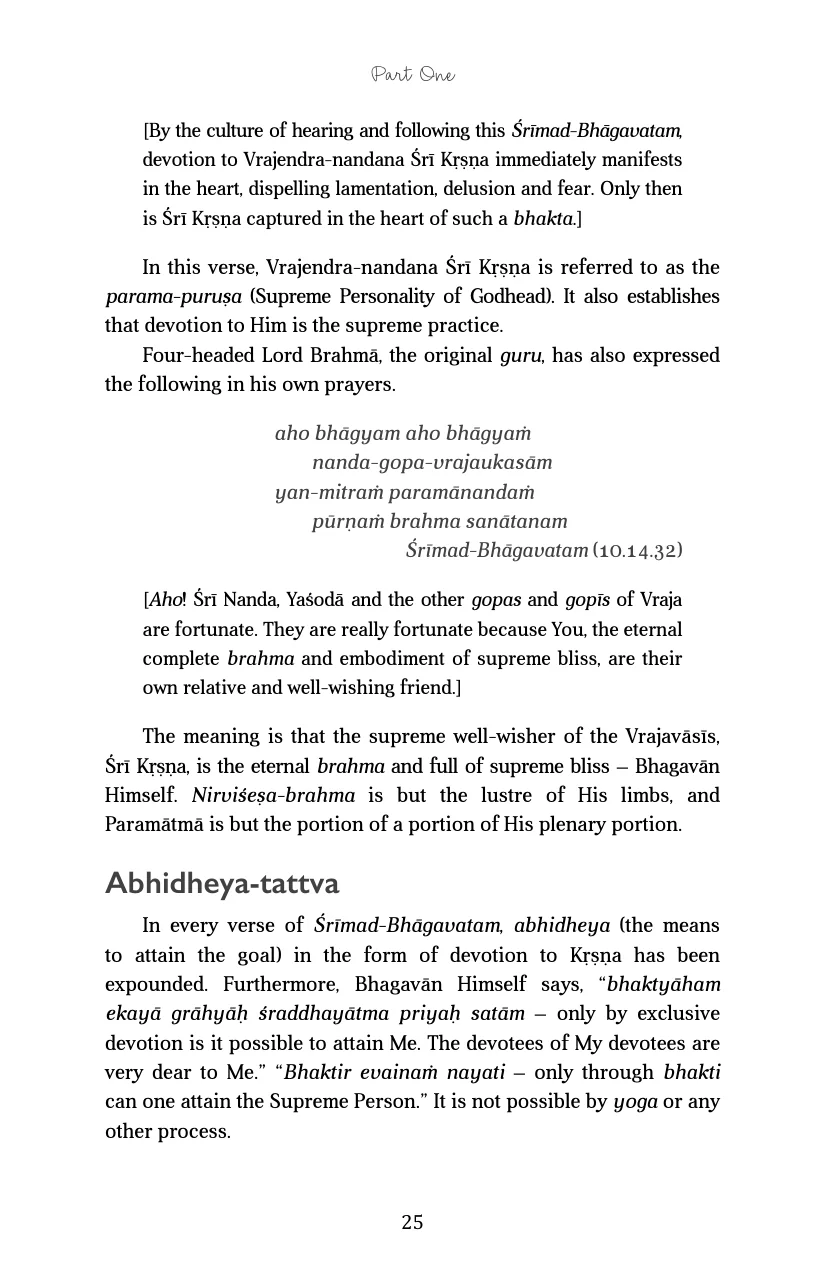 Part One
[By the culture of hearing and following this Śrīmad-Bhāgavatam,
devotion to Vrajendra-nandana Śrī Kṛṣṇa immediately manifests
in the heart, dispelling lamentation, delusion and fear. Only then
is Śrī Kṛṣṇa captured in the heart of such a bhakta.]
In this verse, Vrajendra-nandana Śrī Kṛṣṇa is referred to as the
parama-puruṣa (Supreme Personality of Godhead). It also establishes
that devotion to Him is the supreme practice.
Four-headed Lord Brahmā, the original guru, has also expressed
the following in his own prayers.
aho bhāgyam aho bhāgyaṁ
nanda-gopa-vrajaukasām
yan-mitraṁ paramānandaṁ
pūrṇaṁ brahma sanātanam
Śrīmad-Bhāgavatam (10.14.32)
[Aho! Śrī Nanda, Yaśodā and the other gopas and gopīs of Vraja
are fortunate. They are really fortunate because You, the eternal
complete brahma and embodiment of supreme bliss, are their
own relative and well-wishing friend.]
The meaning is that the supreme well-wisher of the Vrajavāsīs,
Śrī Kṛṣṇa, is the eternal brahma and full of supreme bliss – Bhagavān
Himself. Nirviśeṣa-brahma is but the lustre of His limbs, and
Paramātmā is but the portion of a portion of His plenary portion.
Abhidheya-tattva
In every verse of Śrīmad-Bhāgavatam, abhidheya (the means
to attain the goal) in the form of devotion to Kṛṣṇa has been
expounded. Furthermore, Bhagavān Himself says, “bhaktyāham
ekayā grāhyāḥ śraddhayātma priyaḥ satām – only by exclusive
devotion is it possible to attain Me. The devotees of My devotees are
very dear to Me.” “Bhaktir evainaṁ nayati – only through bhakti
can one attain the Supreme Person.” It is not possible by yoga or any
other process.
25